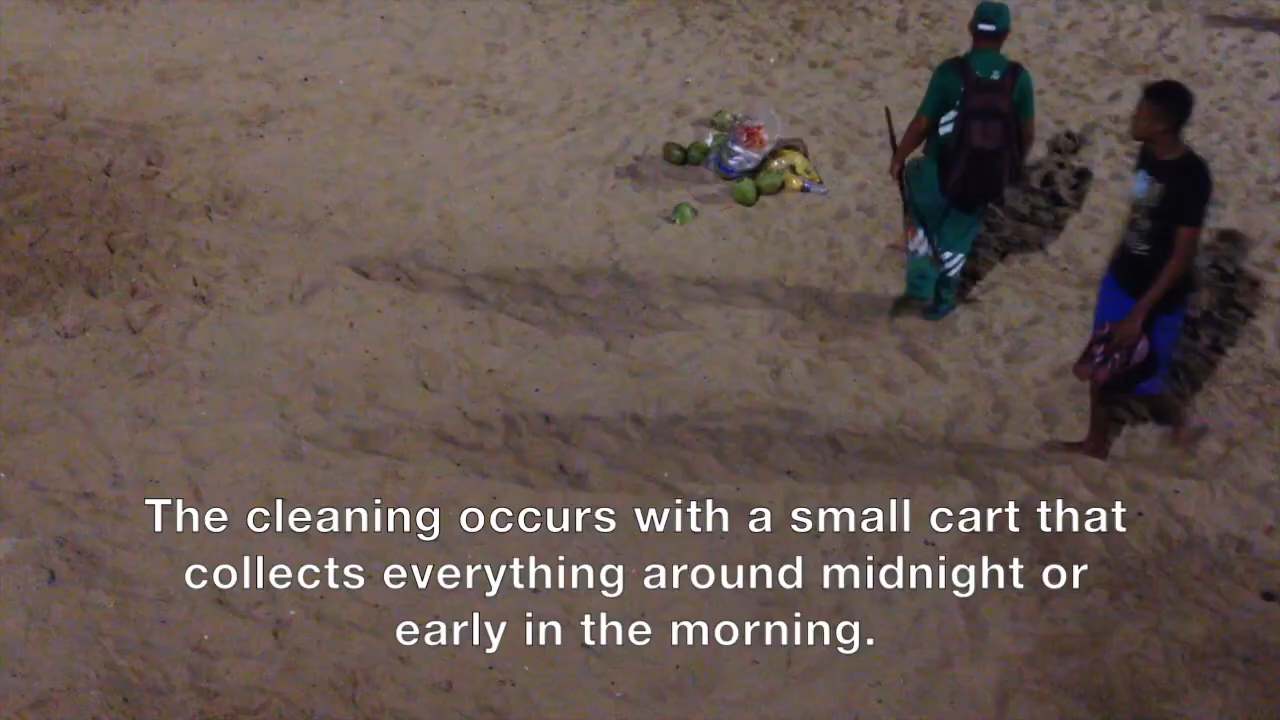 The cleaning occurs with a small cart that
collects everything around midnight or
early in the morning.